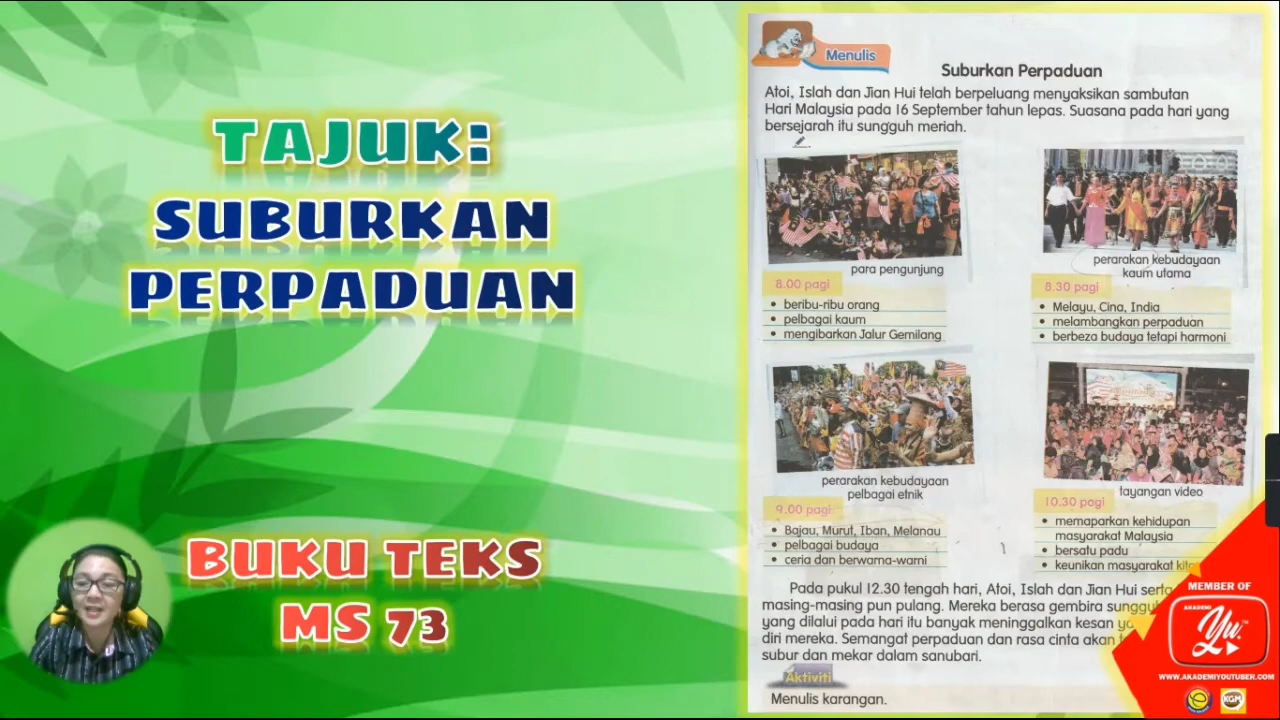 TAJUK:
SUBURKAN
PERPADUAN
BUKU TEKS
MS 73
Menulis
Suburkan Perpaduan
Atoi, Islah dan Jian Hui telah berpeluang menyaksikan sambutan
Hari Malaysia pada 16 September tahun lepas. Suasana pada hari yang
bersejarah itu sungguh meriah.
para pengunjung
8.00 pagi
• beribu-ribu orang
• pelbagai kaum
• mengibarkan Jalur Gemilang
perarakan kebudayaan
kaum utama
8.30 pagi
• Melayu, Cina, India
• melambangkan perpaduan
• berbeza budaya tetapi harmoni
perarakan kebudayaan
pelbagai etnik
9.00 pagi
• Bajau, Murut, Iban, Melanau
• pelbagai budaya
• ceria dan berwarna-warni
tayangan video
10.30 pagi
• memaparkan kehidupan
masyarakat Malaysia
• bersatu padu
• keunikan masyarakat
Pada pukul 12.30 tengah hari, Atoi, Islah dan Jian Hui serta
masing-masing pun pulang. Mereka berasa gembira
yang dilalui pada hari itu banyak meninggalkan kesan
diri mereka. Semangat perpaduan dan rasa cinta akan
subur dan mekar dalam sanubari.
Aktiviti
Menulis karangan.
MEMBER OF
AKADEMI
YW
WWW.AKADEMIYOUTUBER.COM
KGM